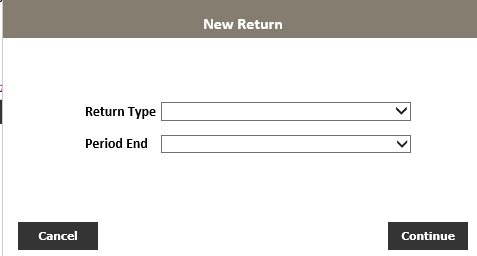 New Return
Return Type
Period End
Cancel
Continue